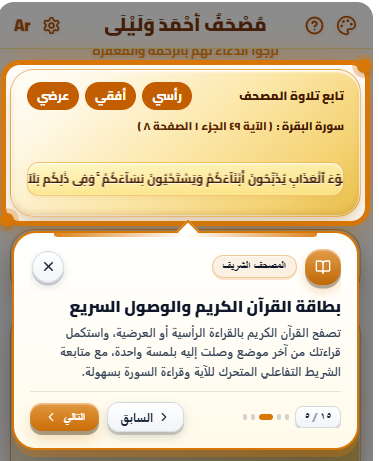 مُصْحَفُ أَحْمَدَ وَلَيْلَى
Ar
نرجوا الدعاء لهم بالرحمة والمغفرة
تابع تلاوة المصحف
رأسي
أفقي
عرضي
سورة البقرة : ( الآية ٤٩ الجزء ١ الصفحة ٨ )
ٱلْعَذَابِ يُذَبِّحُونَ أَبْنَآءَكُمْ وَيَسْتَحْيُونَ نِسَآءَكُمْ ۚ وَفِى ذَٰلِكُم
المصحف الشريف
بطاقة القرآن الكريم والوصول السريع
تصفح القرآن الكريم بالقراءة الرأسية أو العرضية، واستكمل
قراءتك من آخر موضع وصلت إليه بلمسة واحدة، مع متابعة
الشريط التفاعلي المتحرك للآية وقراءة السورة بسهولة.
٥ / ١٥
السابق
التالي